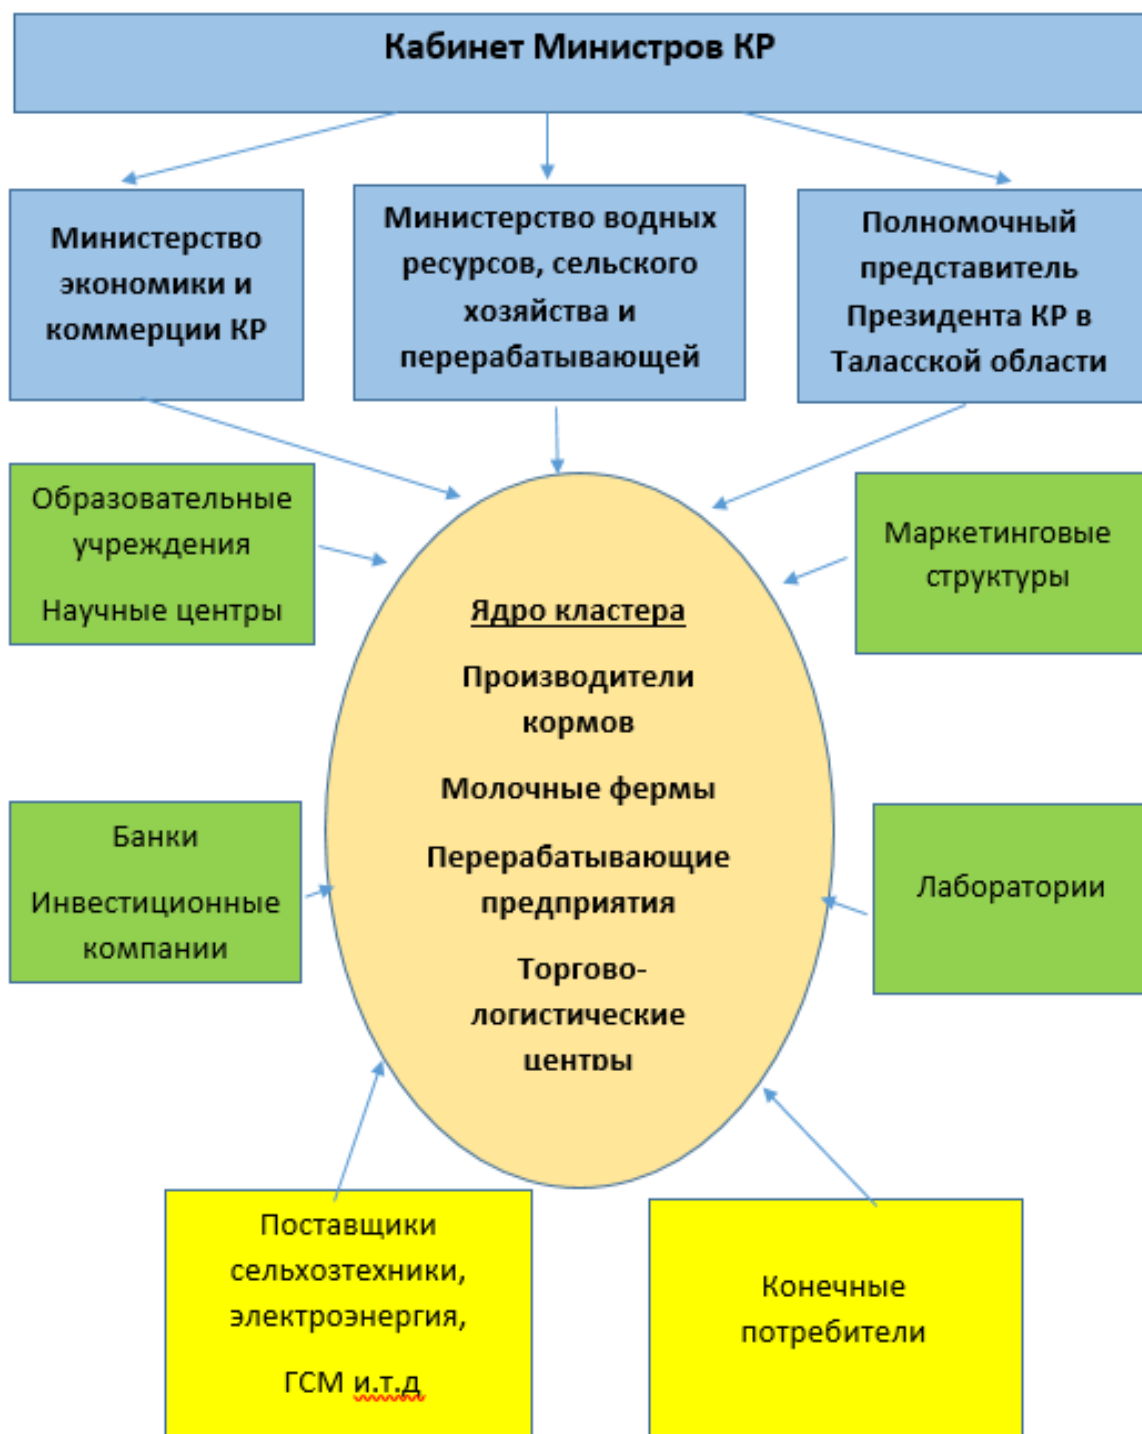 Кабинет Министров КР
Министерство
экономики и
коммерции КР
Министерство водных
ресурсов, сельского
хозяйства и
перерабатывающей
Полномочный
представитель
Президента КР в
Таласской области
Образовательные
учреждения
Научные центры
Маркетинговые
структуры
Ядро кластера
Производители
кормов
Молочные фермы
Перерабатывающие
предприятия
Торгово-
логистические
центры
Банки
Инвестиционные
компании
Лаборатории
Поставщики
сельхозтехники,
электроэнергия,
ГСМ и.т.д
Конечные
потребители